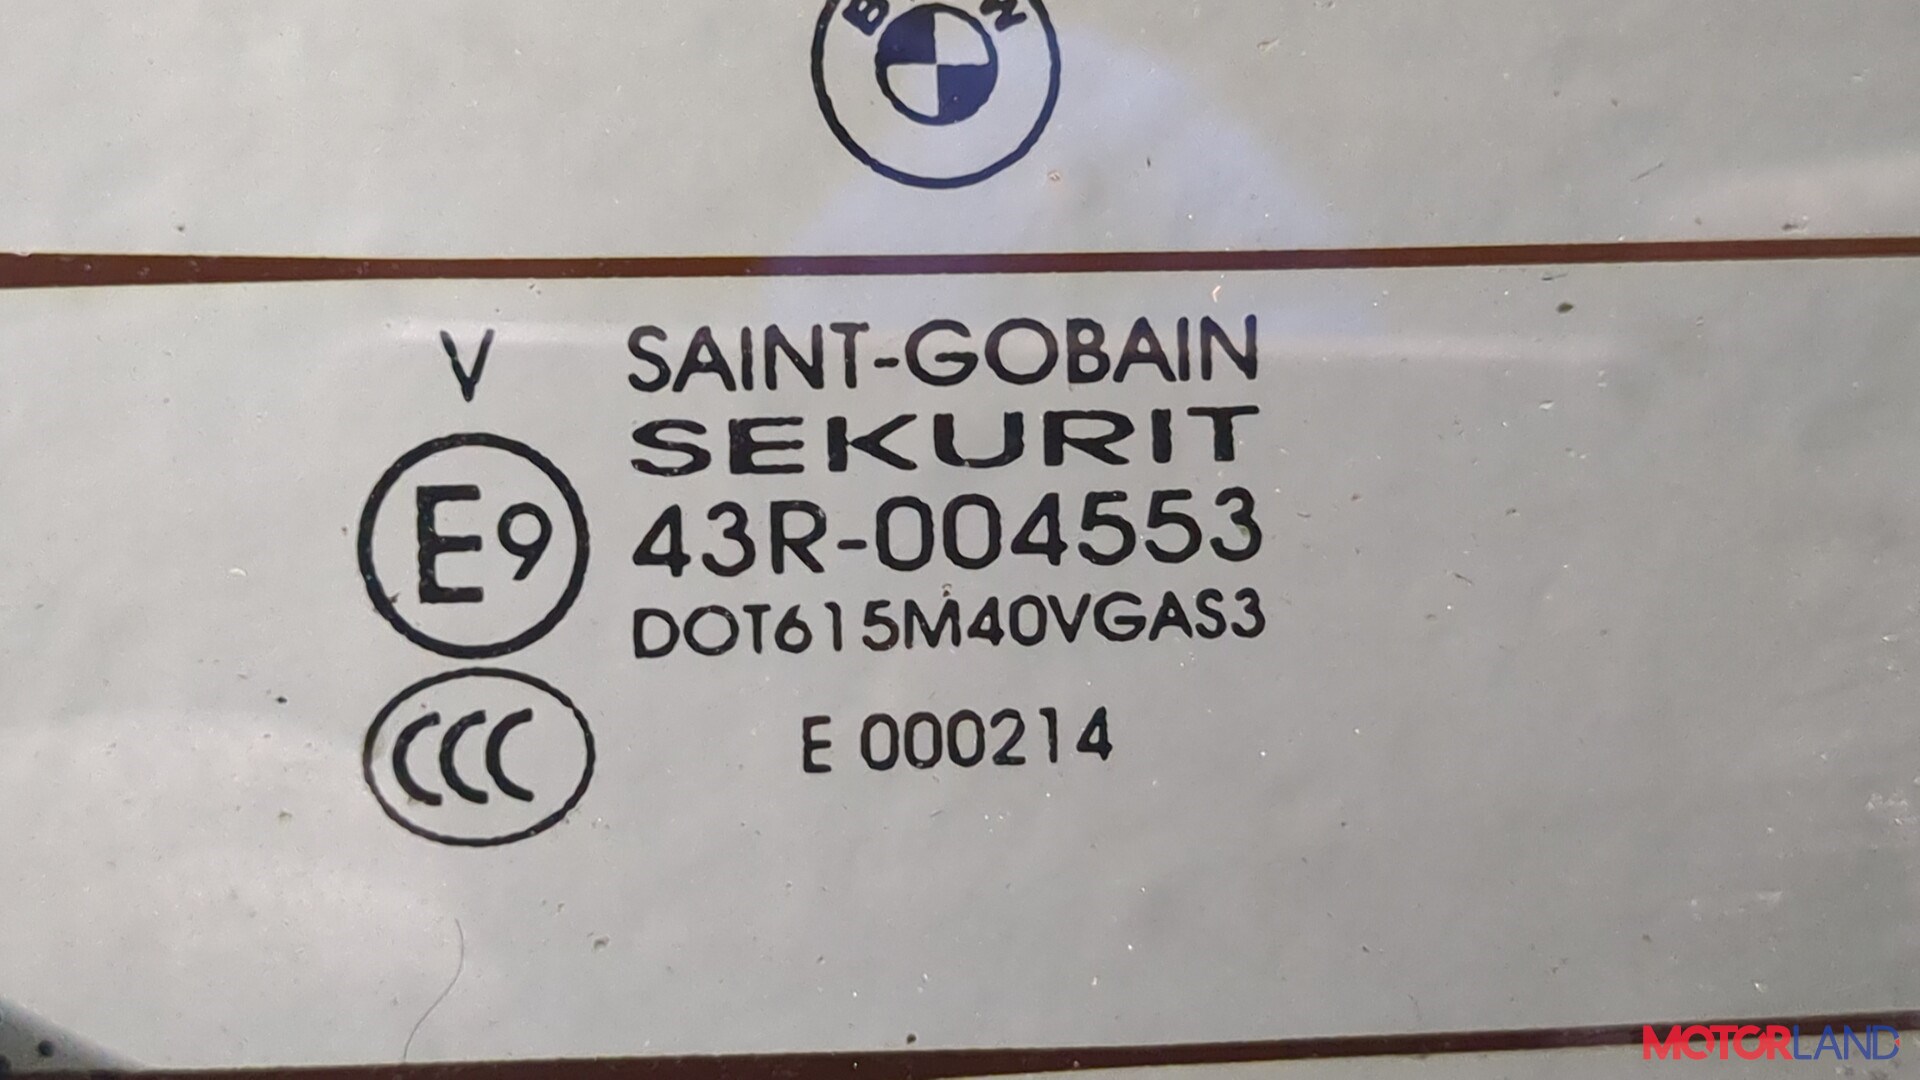 V SAINT-GOBAIN
SEKURIT
E9 43R-004553
DOT615M40VGAS3
CCC E 000214
MOTORLAND